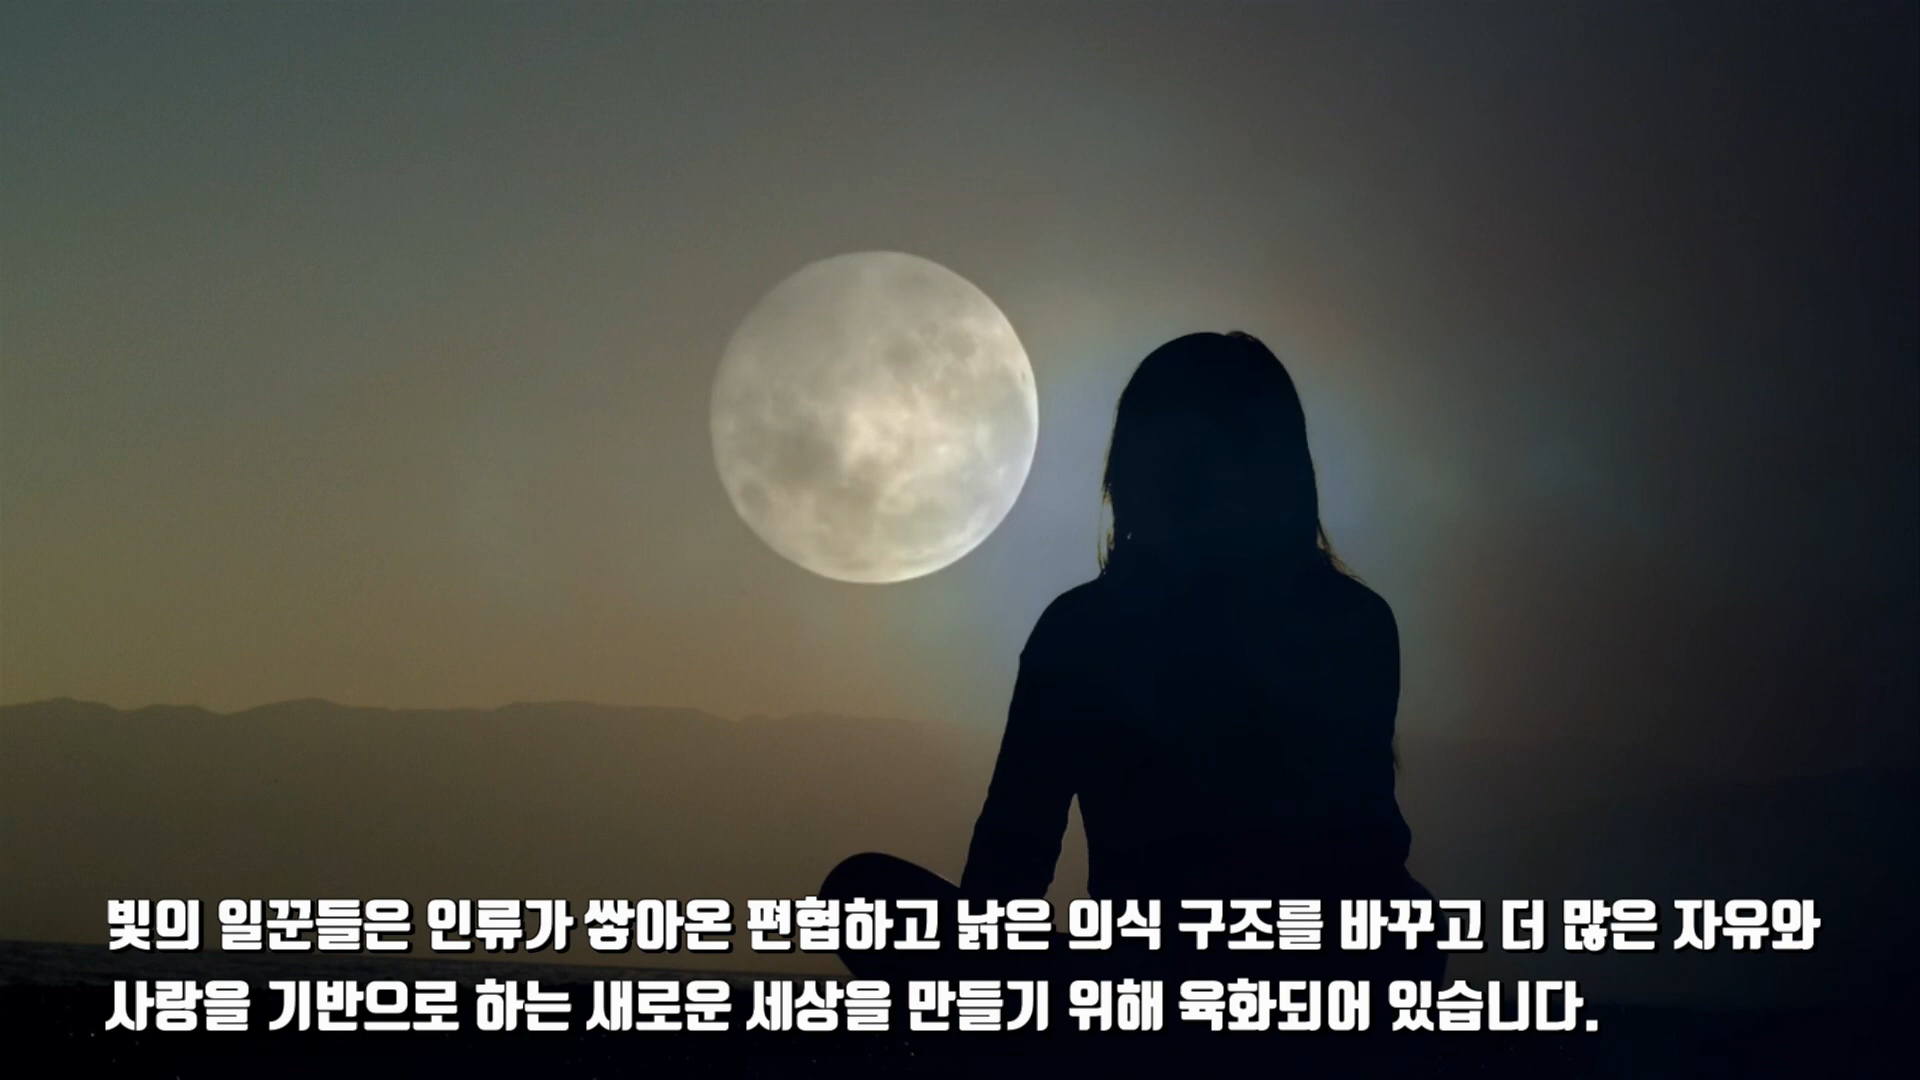 빛의 일꾼들은 인류가 쌓아온 편협하고 낡은 의식 구조를 바꾸고 더 많은 자유와
사랑을 기반으로 하는 새로운 세상을 만들기 위해 육화되어 있습니다.